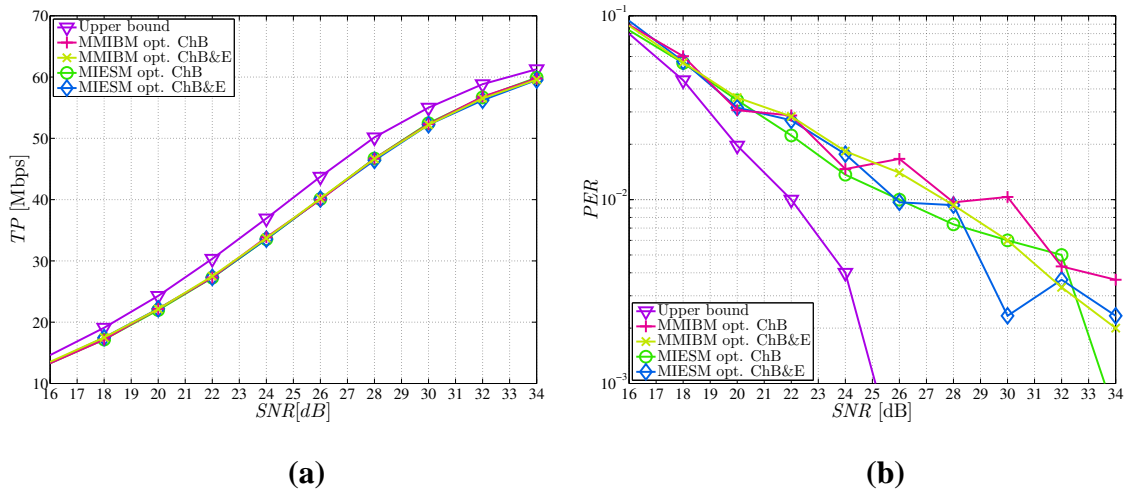 70
60
50
40
30
20
10
TP [Mbps]
Upper bound
MMIBM opt. ChB
MMIBM opt. ChB&E
MIESM opt. ChB
MIESM opt. ChB&E
16 17 18 19 20 21 22 23 24 25 26 27 28 29 30 31 32 33 34
SNR[dB]
(a)
10⁻¹
10⁻²
10⁻³
PER
Upper bound
MMIBM opt. ChB
MMIBM opt. ChB&E
MIESM opt. ChB
MIESM opt. ChB&E
16 17 18 19 20 21 22 23 24 25 26 27 28 29 30 31 32 33 34
SNR [dB]
(b)